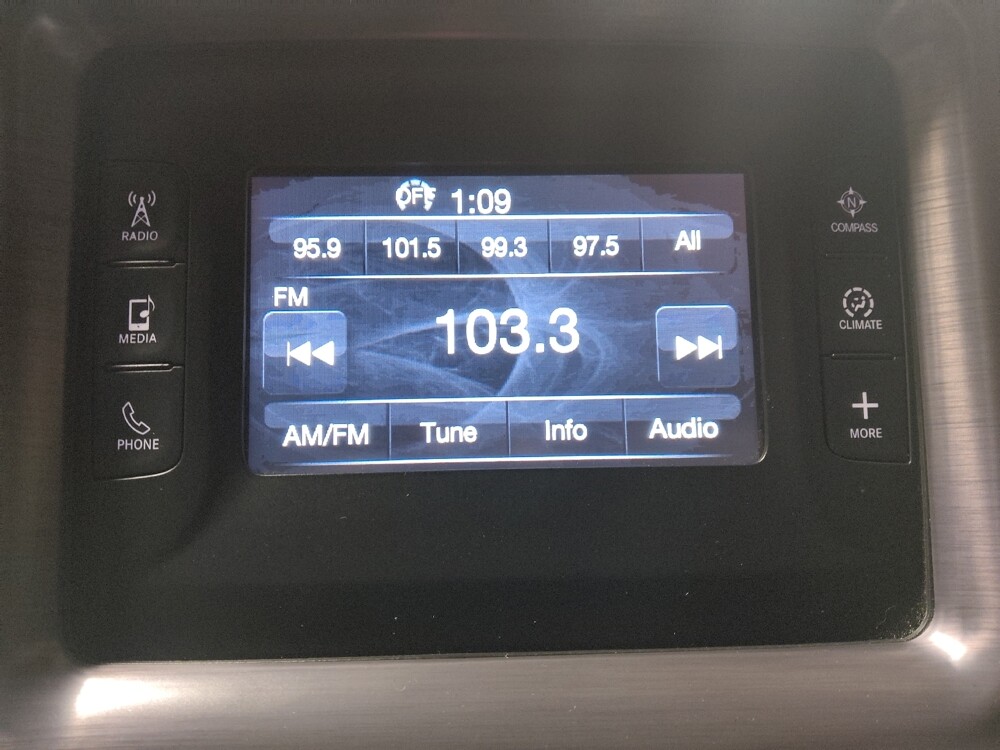 OFF 1:09
95.9 101.5 99.3 97.5 All
FM
103.3
AM/FM Tune Info Audio
RADIO
MEDIA
PHONE
N
COMPASS
CLIMATE
MORE